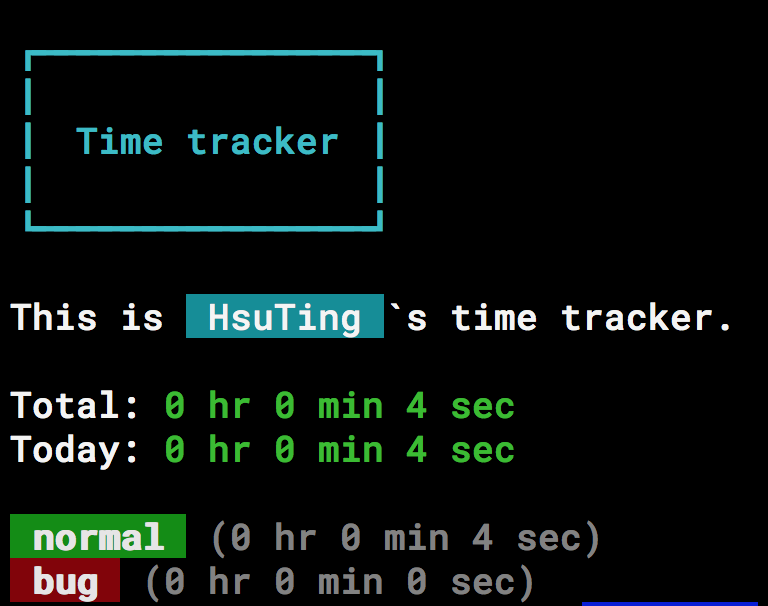 Time tracker
This is HsuTing `s time tracker.
Total: 0 hr 0 min 4 sec
Today: 0 hr 0 min 4 sec
normal (0 hr 0 min 4 sec)
bug (0 hr 0 min 0 sec)